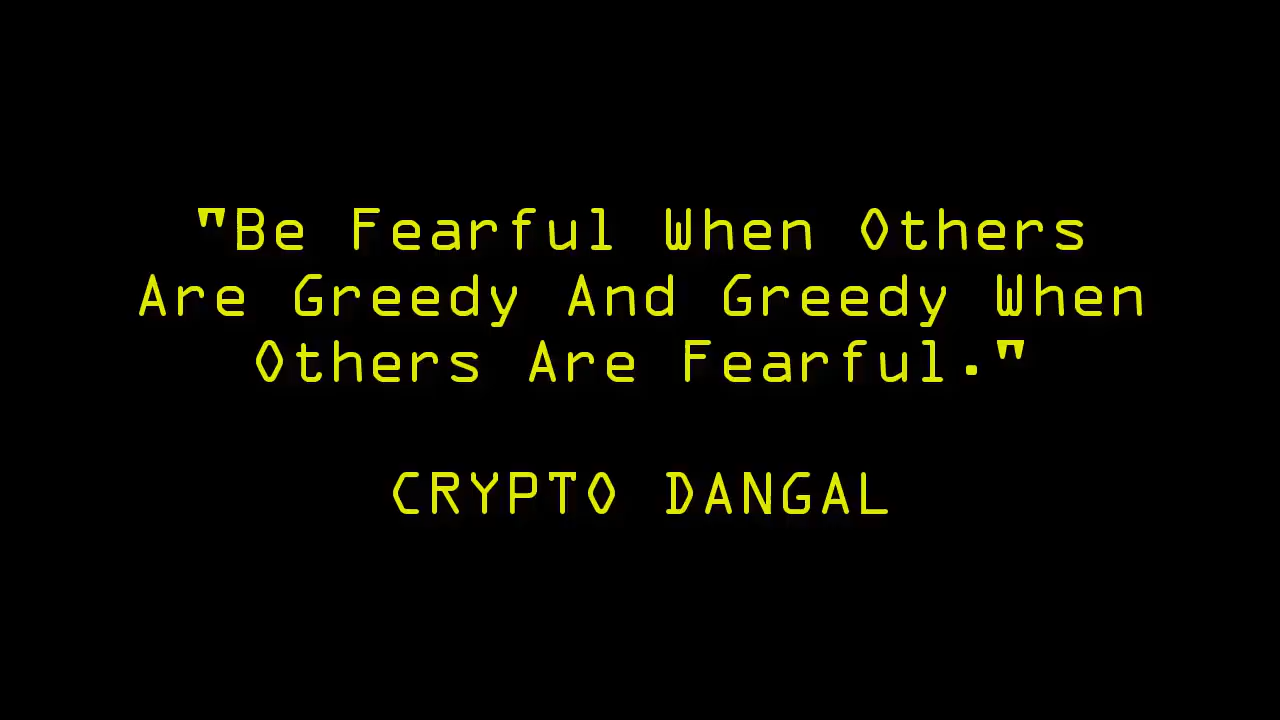 "Be Fearful When Others
Are Greedy And Greedy When
Others Are Fearful."
CRYPTO DANGAL